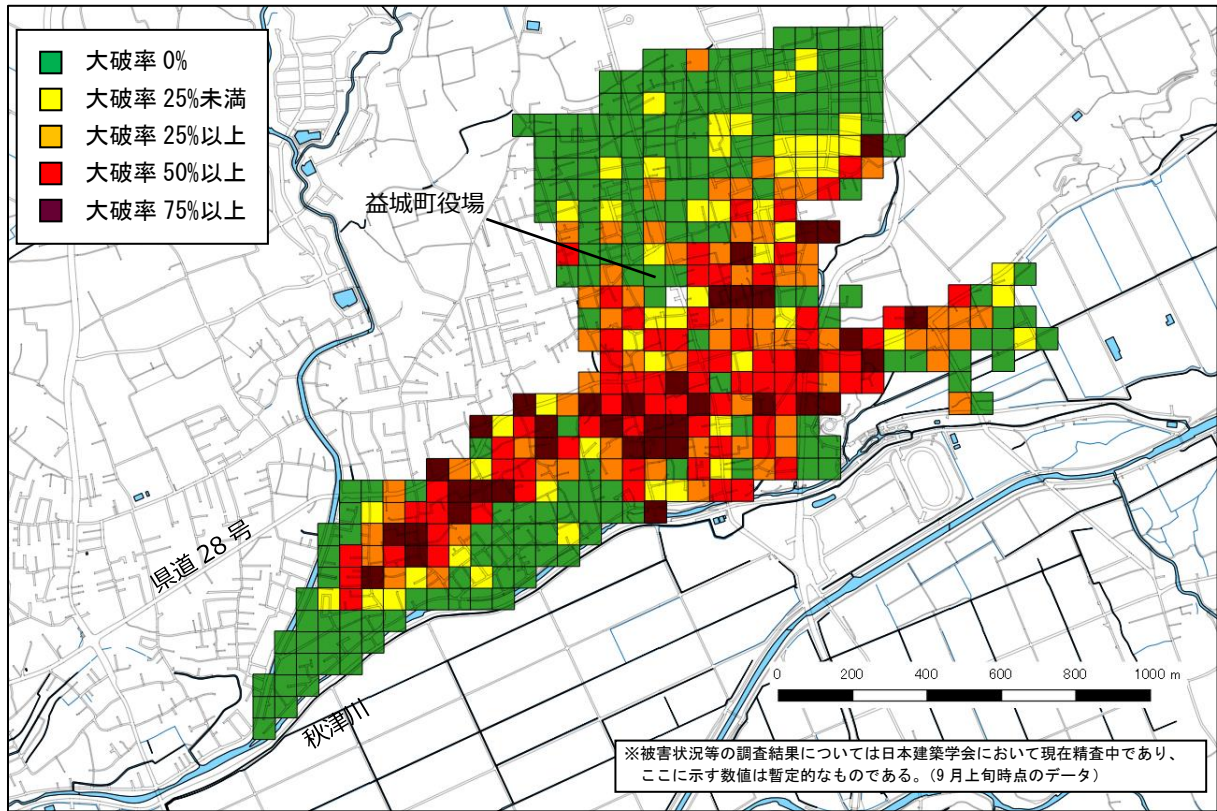 大破率 0%
大破率 25%未満
大破率 25%以上
大破率 50%以上
大破率 75%以上
益城町役場
県道 28 号
秋津川
0 200 400 600 800 1000 m
※被害状況等の調査結果については日本建築学会において現在精査中であり、
ここに示す数値は暫定的なものである。(9 月上旬時点のデータ)